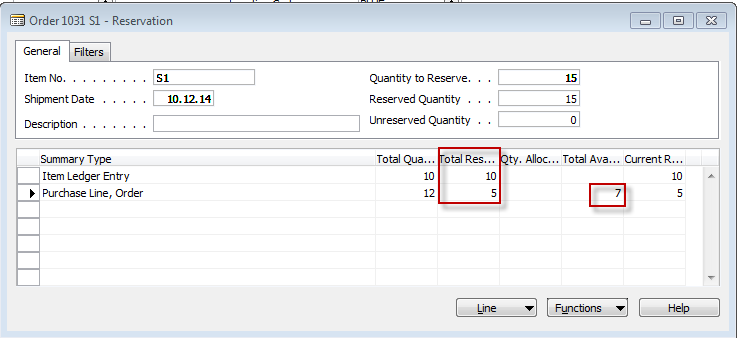 Order 1031 S1 - Reservation
General Filters
Item No. . . . . . . . . . S1 Quantity to Reserve. . . 15
Shipment Date . . . . . 10.12.14 Reserved Quantity . . . 15
Description . . . . . . . Unreserved Quantity . . 0
Summary Type Total Qua... Total Res... Qty. Alloc... Total Ava... Current R...
Item Ledger Entry 10 10 10
Purchase Line, Order 12 5 7 5
Line Functions Help